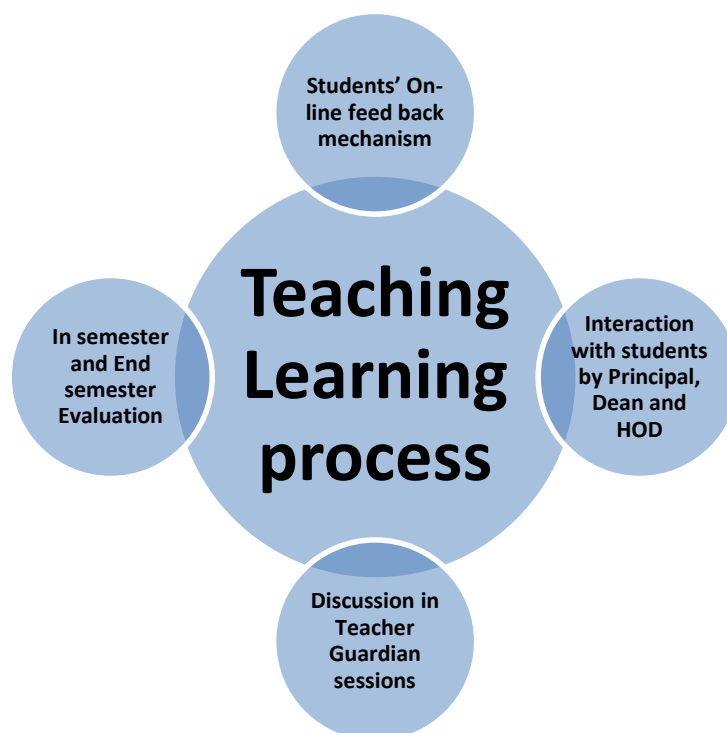 Students' On-
line feed back
mechanism
Teaching
Learning
process
In semester
and End
semester
Evaluation
Interaction
with students
by Principal,
Dean and
HOD
Discussion in
Teacher
Guardian
sessions